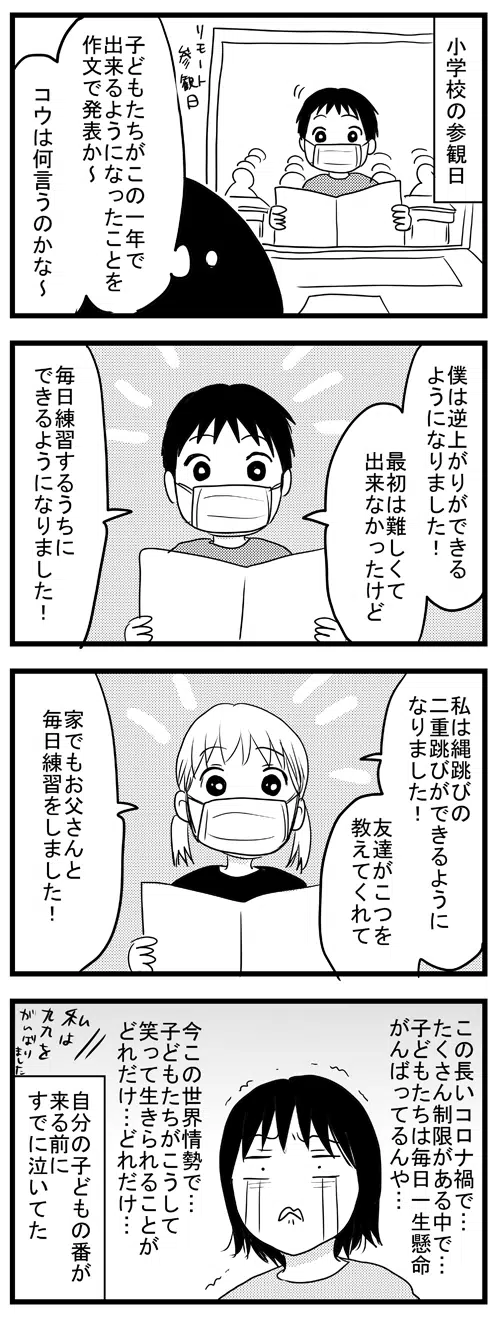 小学校の参観日
リモート
参観日
子どもたちがこの一年で
出来るようになったことを
作文で発表か～
コウは何言うのかな～
僕は逆上がりができる
ようになりました！
最初は難しくて
出来なかったけど
毎日練習するうちに
できるようになりました！
私は縄跳びの
二重跳びができるように
なりました！
友達がこつを
教えてくれて
家でもお父さんと
毎日練習をしました！
この長いコロナ禍で…
たくさん制限がある中で…
子どもたちは毎日一生懸命
がんばってるんや…
今この世界情勢で…
子どもたちがこうして
笑って生きられることが
どれだけ…どれだけ…
私は
九九を
がんばり
ました
自分の子どもの番が
来る前に
すでに泣いてた